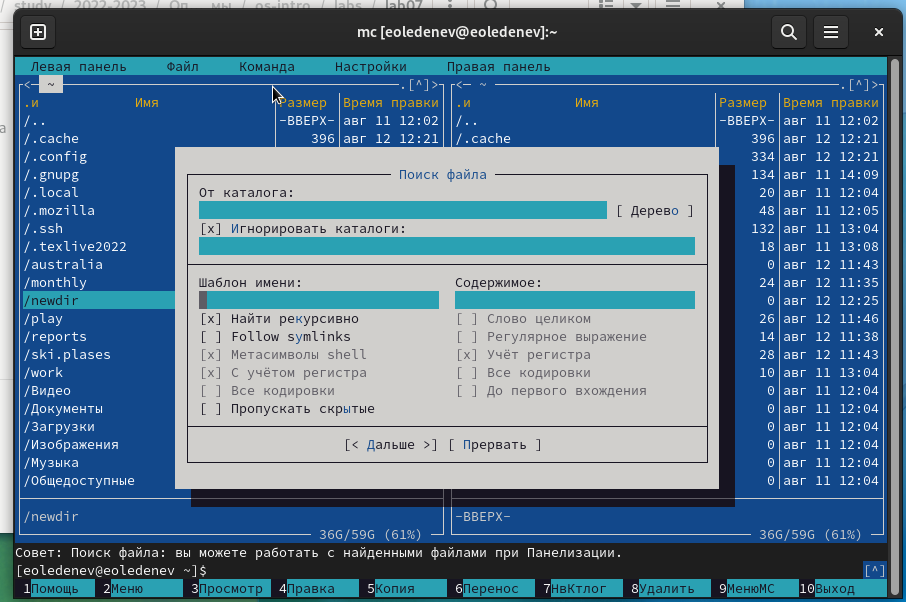 study / 2022-2023 / os-intro / labs / lab07
mc [eoledenev@eoledenev]:~
Левая панель Файл Команда Настройки Правая панель
<- ~ .[^]> <- ~ .[^]>
.и Имя Размер Время правки .и Имя Размер Время правки
/.. -ВВЕРХ- авг 11 12:02 /.. -ВВЕРХ- авг 11 12:02
/.cache 396 авг 12 12:21 /.cache 396 авг 12 12:21
/.config 334 авг 12 12:21
/.gnupg Поиск файла 134 авг 11 14:09
/.local От каталога: 20 авг 11 12:04
/.mozilla [ Дерево ] 48 авг 11 12:05
/.ssh [x] Игнорировать каталоги: 132 авг 11 13:04
/.texlive2022 18 авг 11 13:08
/australia 0 авг 12 11:43
/monthly Шаблон имени: Содержимое: 24 авг 12 11:35
/newdir 0 авг 12 12:25
/play [x] Найти рекурсивно [ ] Слово целиком 26 авг 12 11:46
/reports [ ] Follow symlinks [ ] Регулярное выражение 14 авг 12 11:38
/ski.plases [x] Метасимволы shell [x] Учёт регистра 28 авг 12 11:43
/work [x] С учётом регистра [ ] Все кодировки 10 авг 11 13:04
/Видео [ ] Все кодировки [ ] До первого вхождения 0 авг 11 12:04
/Документы [ ] Пропускать скрытые 0 авг 11 12:04
/Загрузки 0 авг 11 12:04
/Изображения [< Дальше >] [ Прервать ] 0 авг 11 12:04
/Музыка 0 авг 11 12:04
/Общедоступные 0 авг 11 12:04
/newdir -ВВЕРХ-
36G/59G (61%) 36G/59G (61%)
Совет: Поиск файла: вы можете работать с найденными файлами при Панелизации.
[eoledenev@eoledenev ~]$ [^]
1Помощь 2Меню 3Просмотр 4Правка 5Копия 6Перенос 7НвКтлог 8Удалить 9МенюМС 10Выход